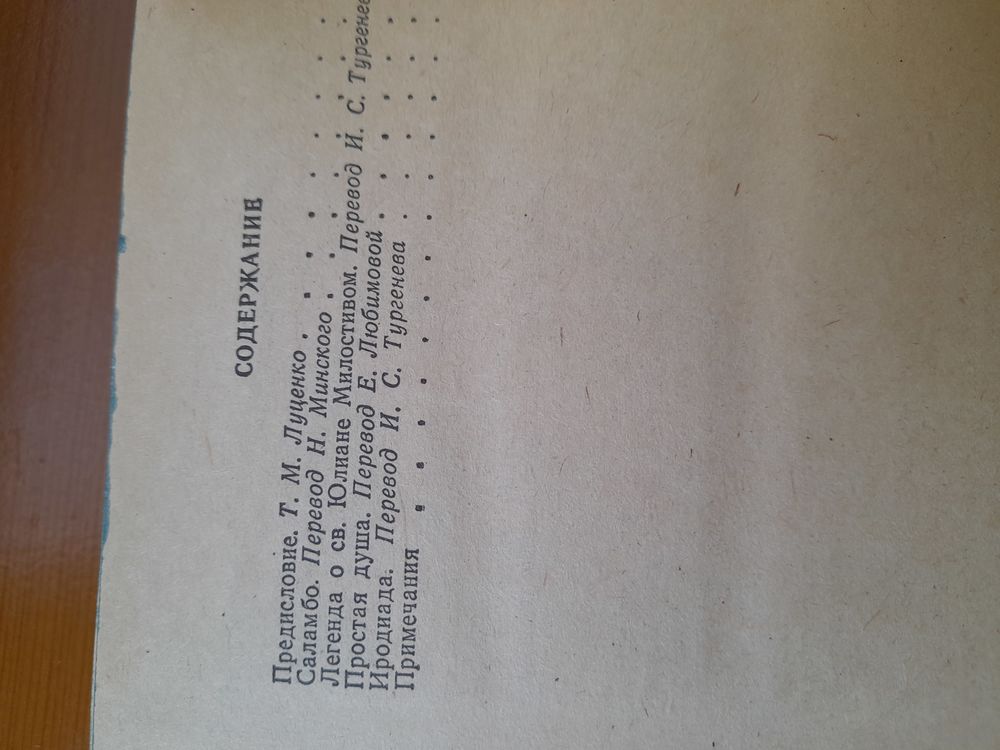 СОДЕРЖАНИЕ
Предисловие. Т. М. Луценко . . . . . . . . .
Саламбо. Перевод Н. Минского . . . . . . . .
Легенда о св. Юлиане Милостивом. Перевод И. С. Тургенев
Простая душа. Перевод Е. Любимовой . . . . . .
Иродиада. Перевод И. С. Тургенева . . . . . .
Примечания . . . . . . . . . . . . .